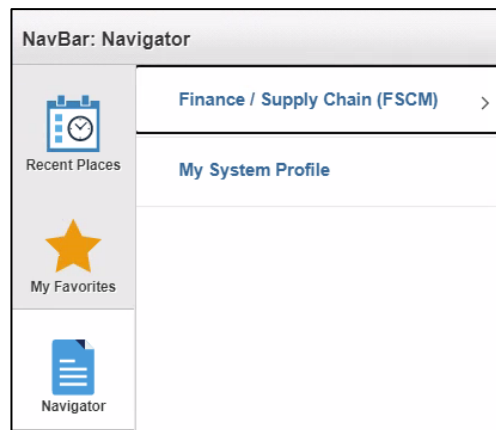 NavBar: Navigator
Finance / Supply Chain (FSCM)
Recent Places
My System Profile
My Favorites
Navigator